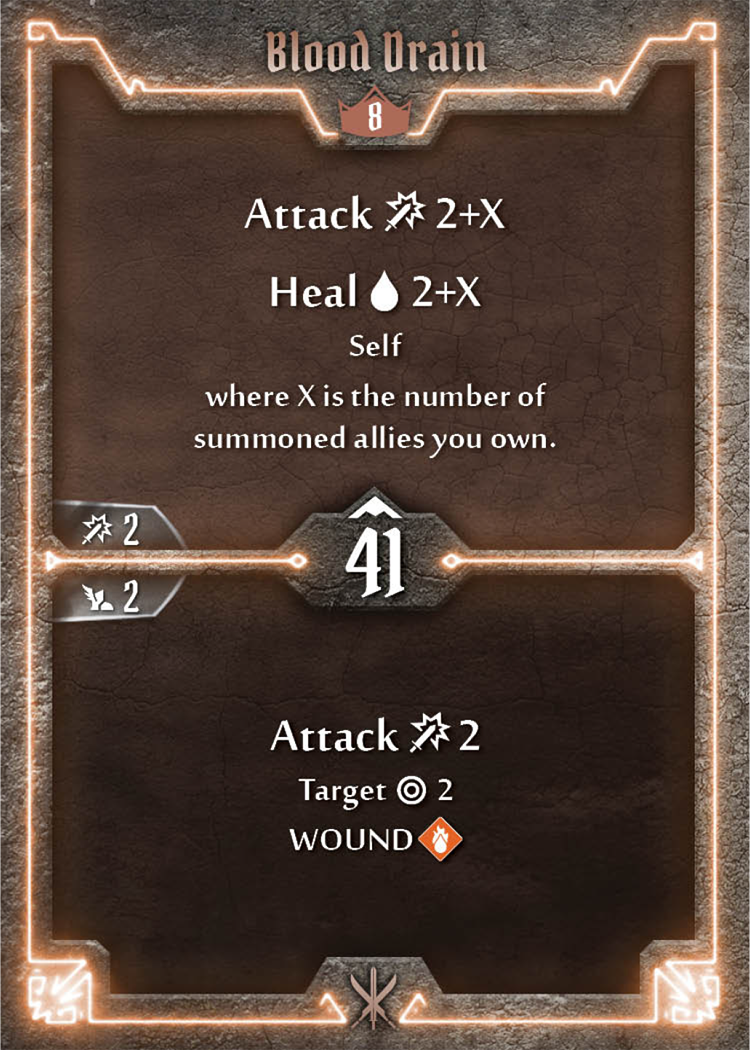 Blood Drain
8
Attack 2+X
Heal 2+X
Self
where X is the number of
summoned allies you own.
2
41
2
Attack 2
Target 2
WOUND